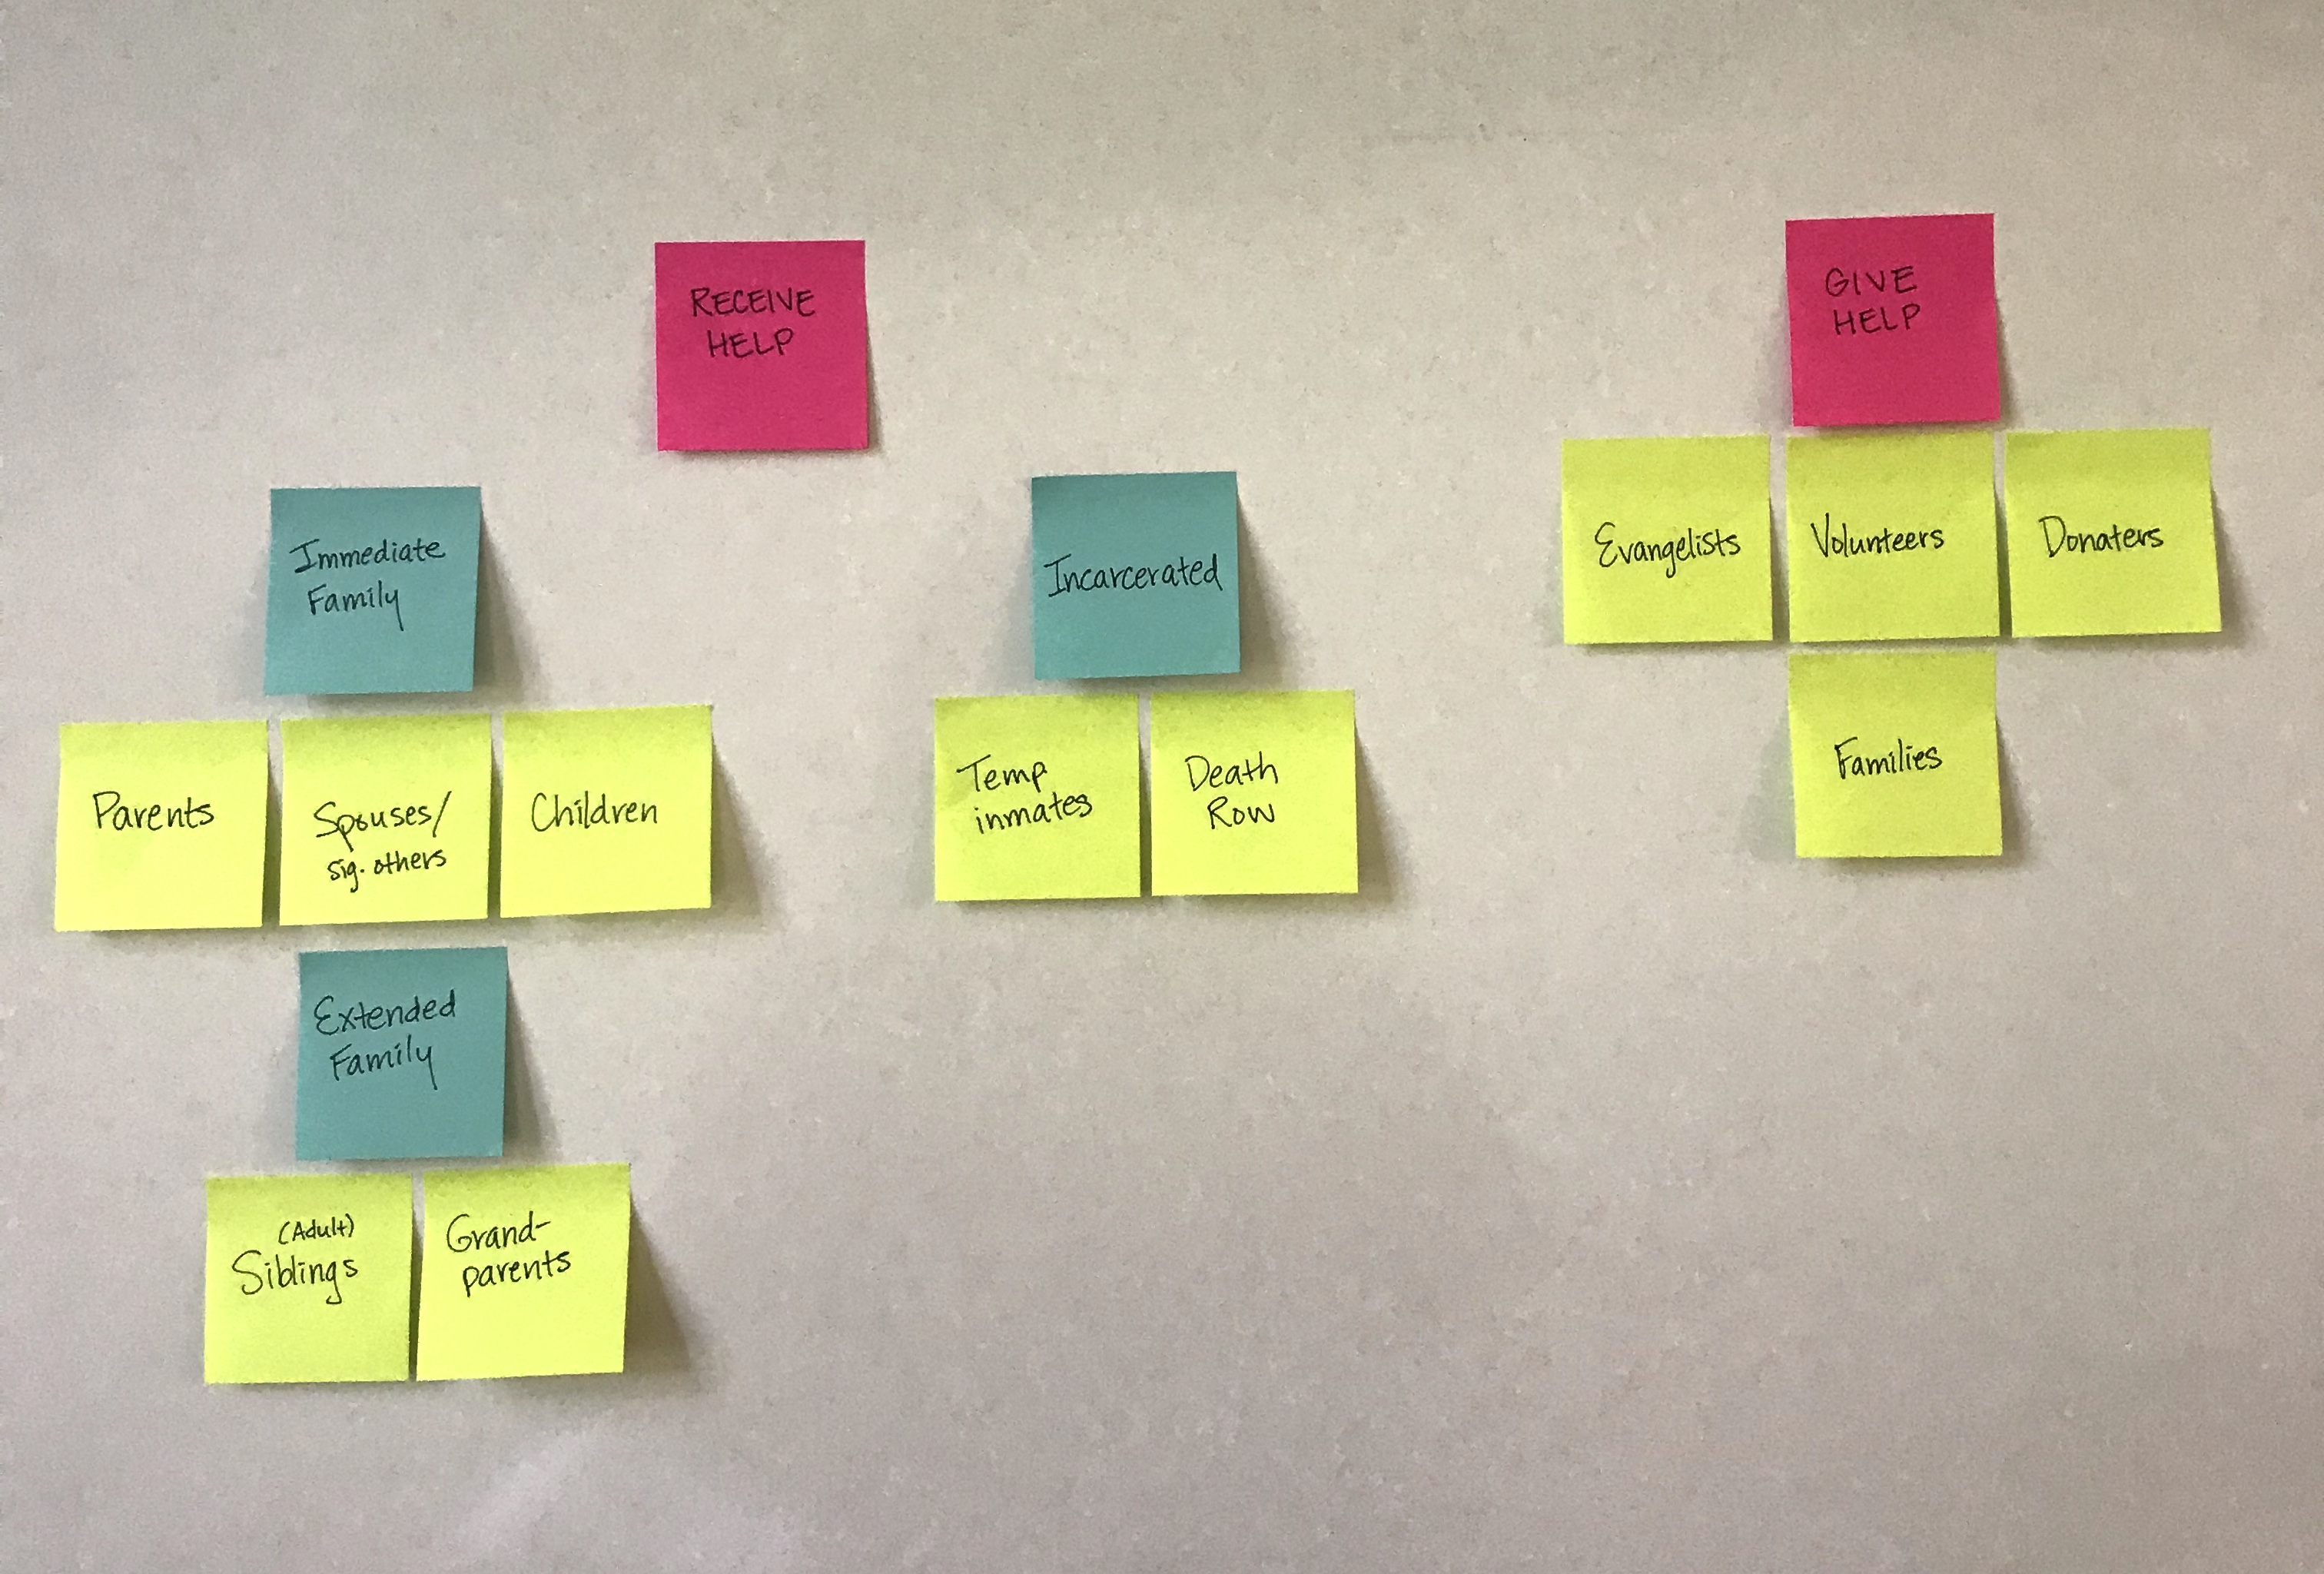 RECEIVE
HELP
GIVE
HELP
Immediate
Family
Incarcerated
Evangelists
Volunteers
Donaters
Parents
Spouses/
sig. others
Children
Temp
inmates
Death
Row
Families
Extended
Family
(Adult)
Siblings
Grand-
parents